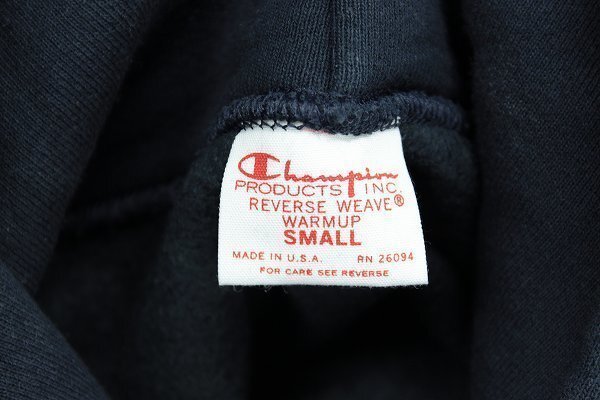 Champion
PRODUCTS INC.
REVERSE WEAVE®
WARMUP
SMALL
MADE IN U.S.A. RN 26094
FOR CARE SEE REVERSE